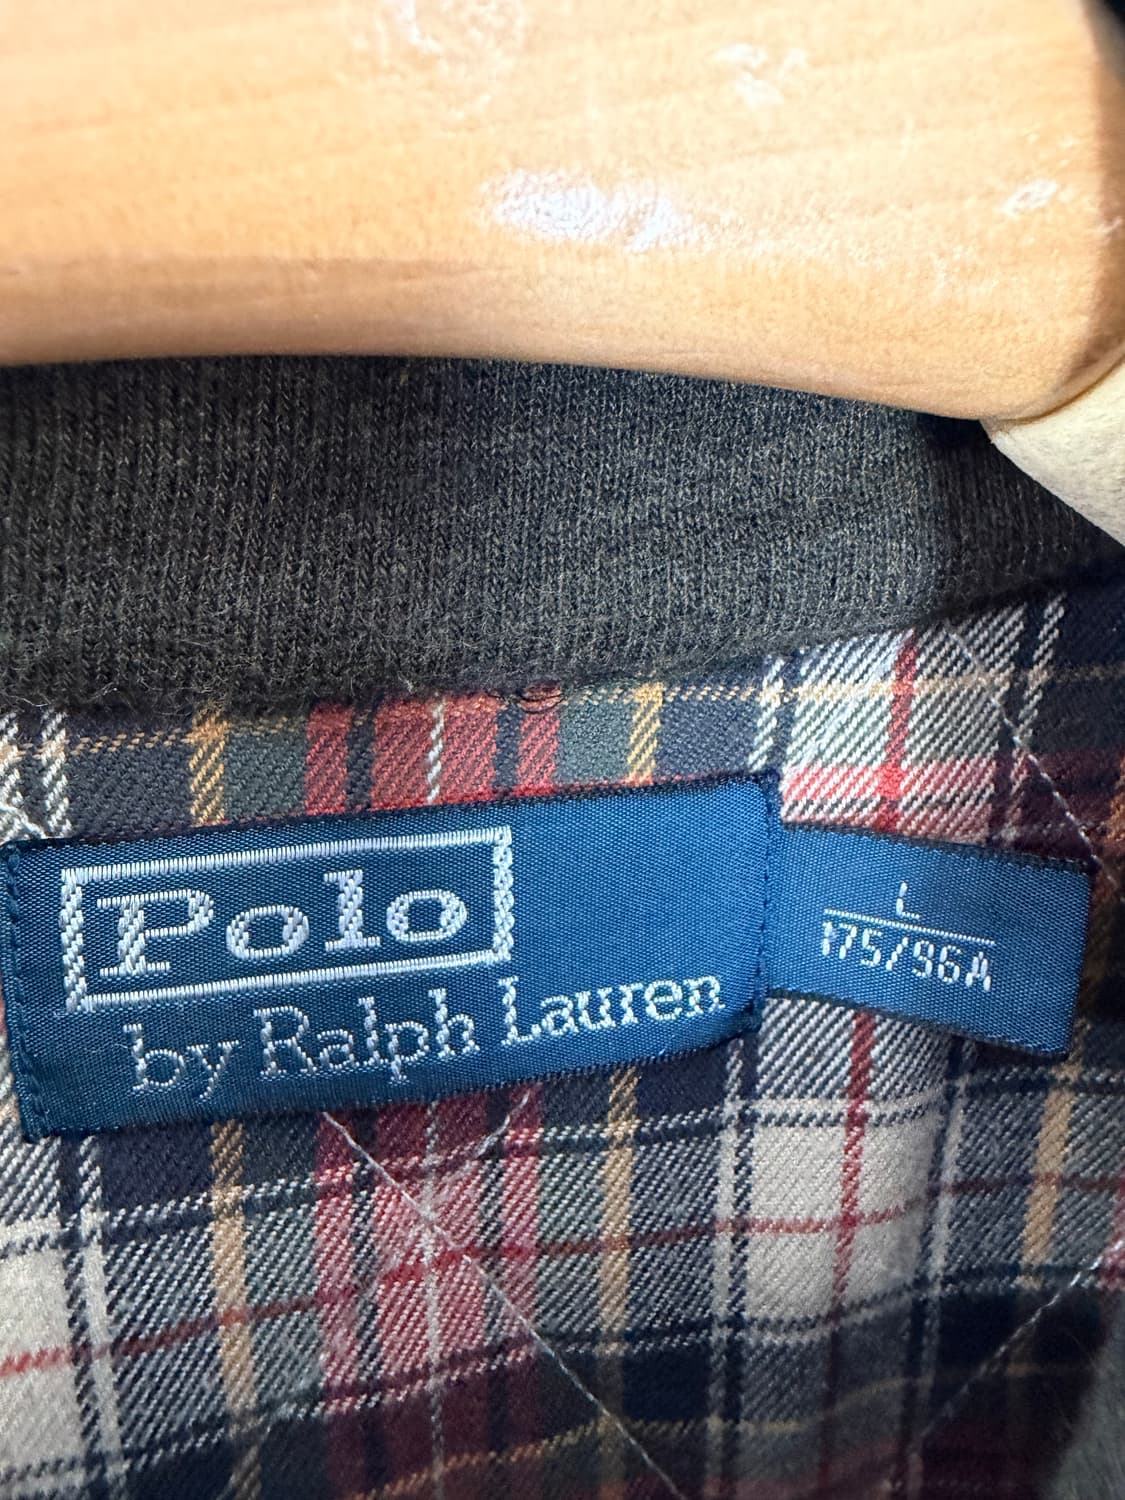 Polo
by Ralph Lauren
L
175/96A